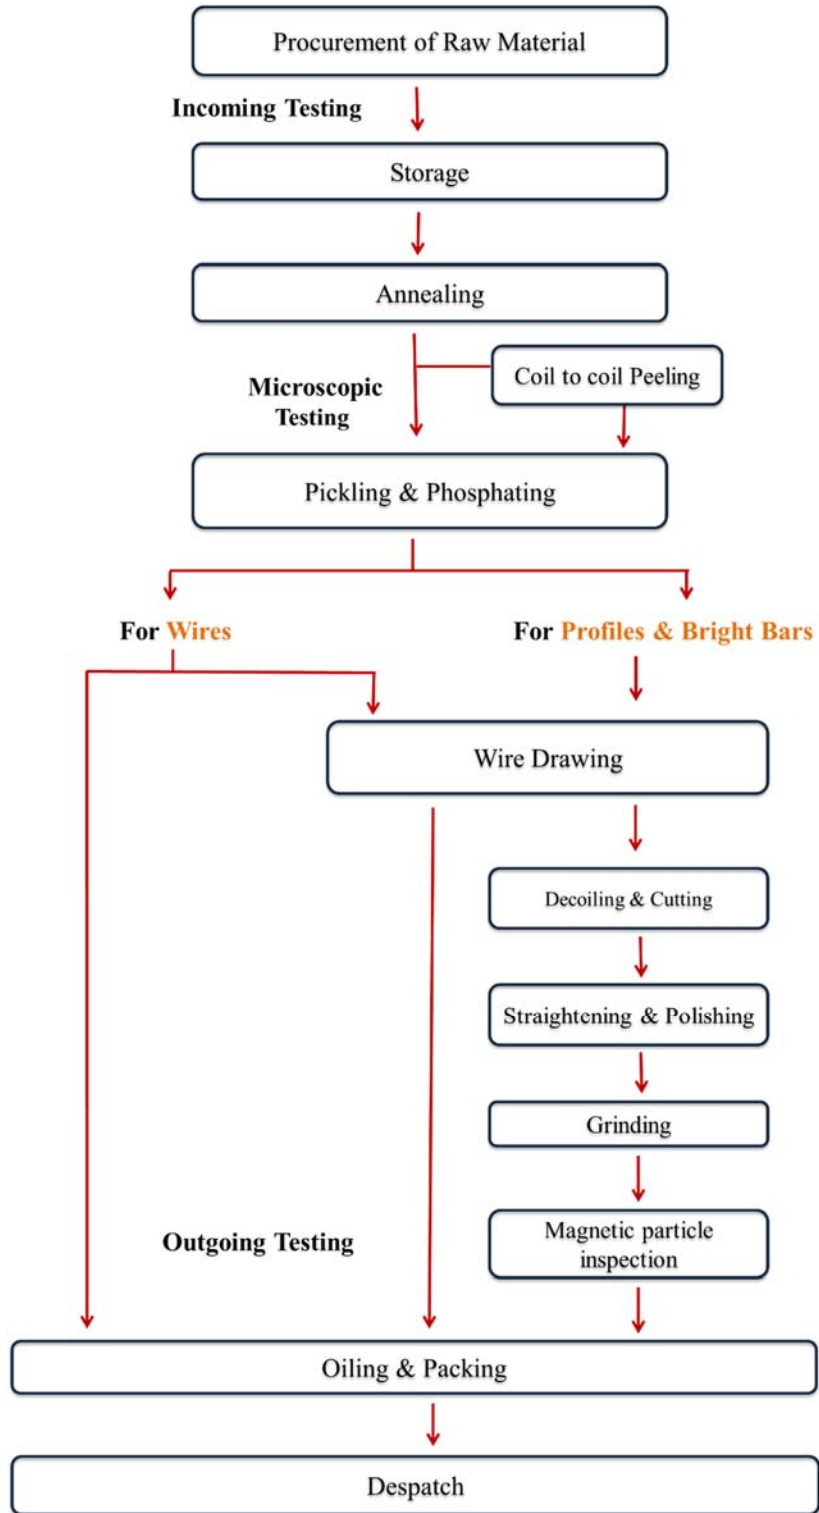 Procurement of Raw Material
Incoming Testing
Storage
Annealing
Coil to coil Peeling
Microscopic
Testing
Pickling & Phosphating
For Wires
For Profiles & Bright Bars
Wire Drawing
Decoiling & Cutting
Straightening & Polishing
Grinding
Magnetic particle
inspection
Outgoing Testing
Oiling & Packing
Despatch